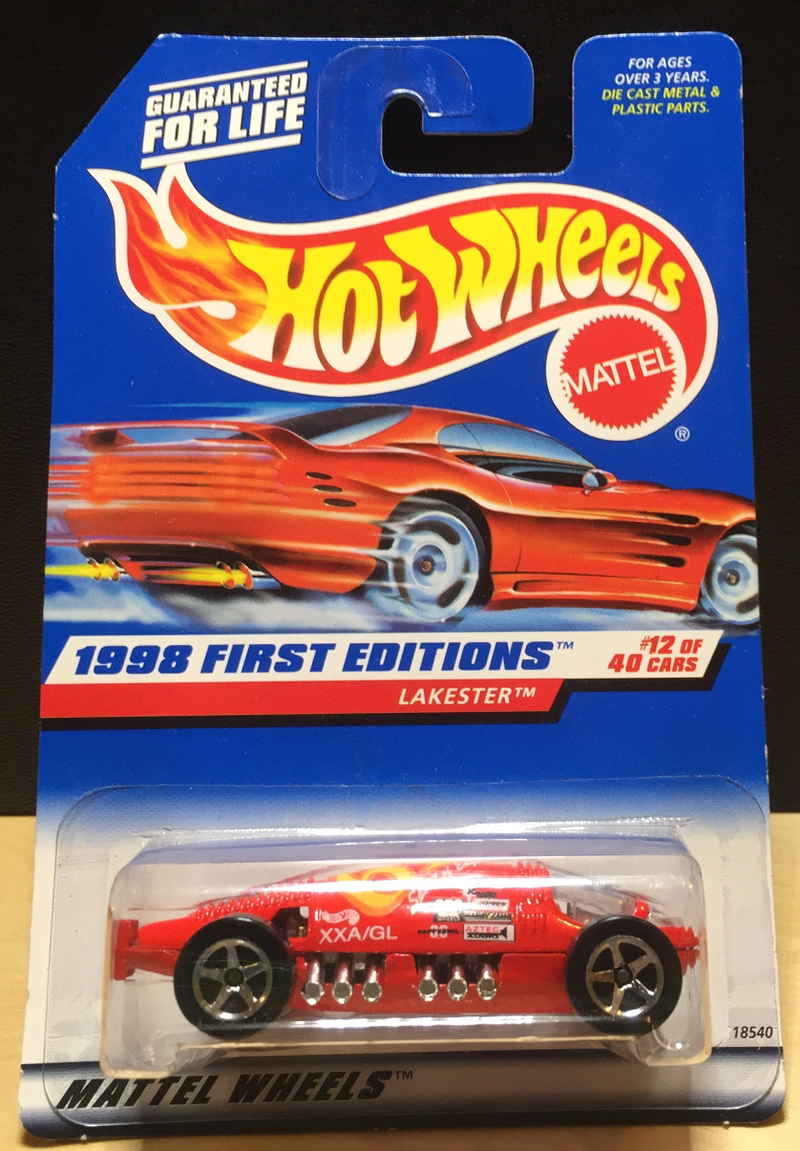 GUARANTEED
FOR LIFE
FOR AGES
OVER 3 YEARS.
DIE CAST METAL &
PLASTIC PARTS.
HOT WHEELS
MATTEL
®
1998 FIRST EDITIONS™
#12 OF
40 CARS
LAKESTER™
XXA/GL
AZTEC
18540
MATTEL WHEELS™